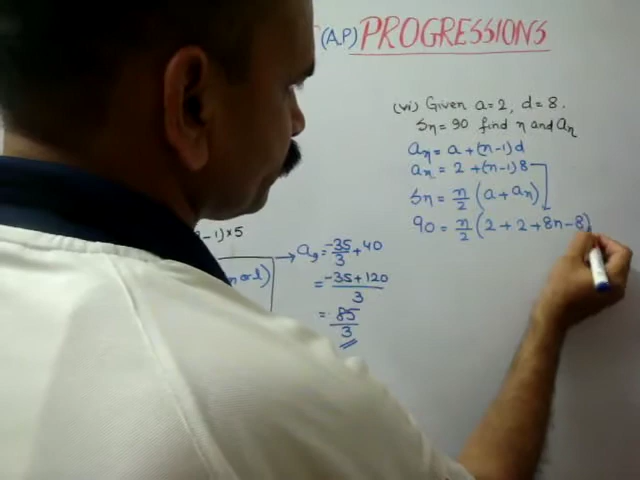 (A.P) PROGRESSIONS
(vi) Given a = 2, d = 8.
Sn = 90 find n and an
an = a + (n-1)d
an = 2 + (n-1)8
Sn = n/2 (a + an)
90 = n/2 (2 + 2 + 8n - 8)
-1) × 5
→ a9 = -35/3 + 40
= -35 + 120 / 3
= 85/3